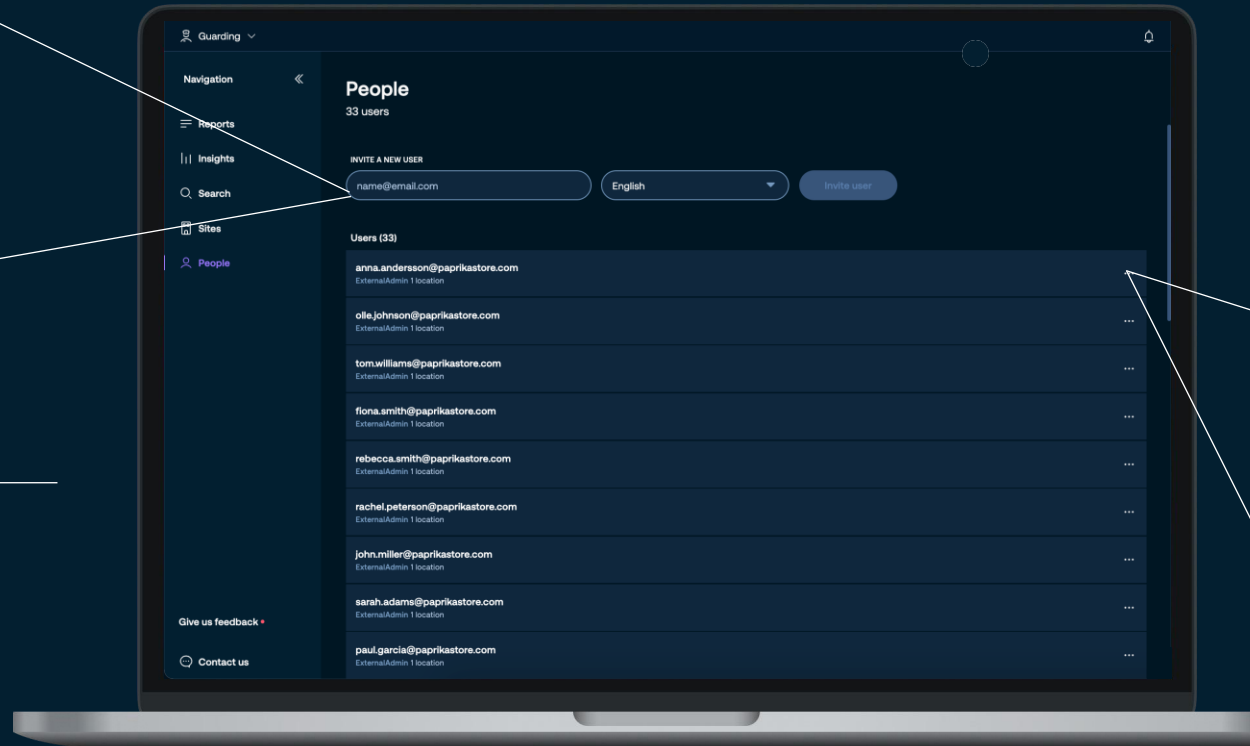 Guarding
Navigation
Reports
Insights
Search
Sites
People
Give us feedback
Contact us
People
33 users
INVITE A NEW USER
name@email.com
English
Invite user
Users (33)
anna.andersson@paprikastore.com
ExternalAdmin 1 location
olle.johnson@paprikastore.com
ExternalAdmin 1 location
tom.williams@paprikastore.com
ExternalAdmin 1 location
fiona.smith@paprikastore.com
ExternalAdmin 1 location
rebecca.smith@paprikastore.com
ExternalAdmin 1 location
rachel.peterson@paprikastore.com
ExternalAdmin 1 location
john.miller@paprikastore.com
ExternalAdmin 1 location
sarah.adams@paprikastore.com
ExternalAdmin 1 location
paul.garcia@paprikastore.com
ExternalAdmin 1 location